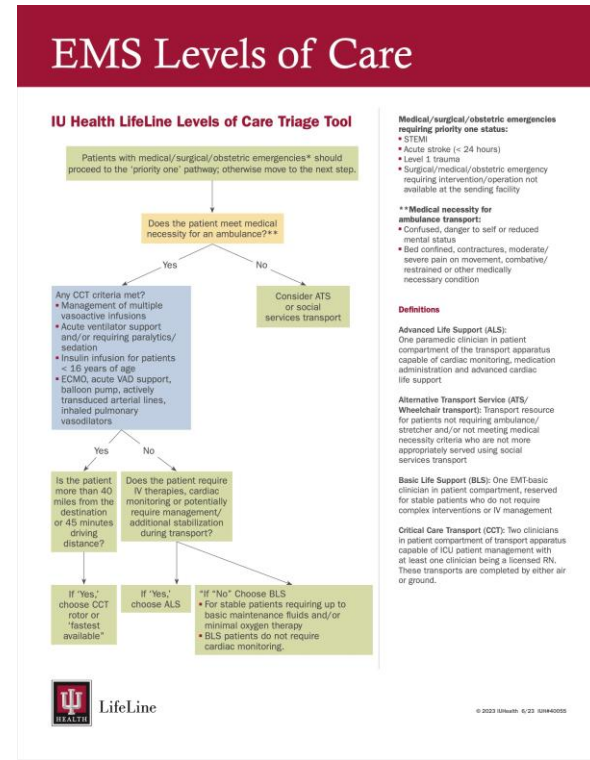 EMS Levels of Care
IU Health LifeLine Levels of Care Triage Tool
Patients with medical/surgical/obstetric emergencies* should
proceed to the 'priority one' pathway; otherwise move to the next step.
Does the patient meet medical
necessity for an ambulance?**
Yes
No
Any CCT criteria met?
• Management of multiple
vasoactive infusions
• Acute ventilator support
and/or requiring paralytics/
sedation
• Insulin infusion for patients
< 16 years of age
• ECMO, acute VAD support,
balloon pump, actively
transduced arterial lines,
inhaled pulmonary
vasodilators
Consider ATS
or social
services transport
Yes
No
Is the patient
more than 40
miles from the
destination
or 45 minutes
driving
distance?
Does the patient require
IV therapies, cardiac
monitoring or potentially
require management/
additional stabilization
during transport?
If 'Yes,'
choose CCT
rotor or
'fastest
available"
If 'Yes,'
choose ALS
"If "No" Choose BLS
• For stable patients requiring up to
basic maintenance fluids and/or
minimal oxygen therapy
• BLS patients do not require
cardiac monitoring.
Medical/surgical/obstetric emergencies
requiring priority one status:
• STEMI
• Acute stroke (< 24 hours)
• Level 1 trauma
• Surgical/medical/obstetric emergency
requiring intervention/operation not
available at the sending facility
**Medical necessity for
ambulance transport:
• Confused, danger to self or reduced
mental status
• Bed confined, contractures, moderate/
severe pain on movement, combative/
restrained or other medically
necessary condition
Definitions
Advanced Life Support (ALS):
One paramedic clinician in patient
compartment of the transport apparatus
capable of cardiac monitoring, medication
administration and advanced cardiac
life support
Alternative Transport Service (ATS/
Wheelchair transport): Transport resource
for patients not requiring ambulance/
stretcher and/or not meeting medical
necessity criteria who are not more
appropriately served using social
services transport
Basic Life Support (BLS): One EMT-basic
clinician in patient compartment, reserved
for stable patients who do not require
complex interventions or IV management
Critical Care Transport (CCT): Two clinicians
in patient compartment of transport apparatus
capable of ICU patient management with
at least one clinician being a licensed RN.
These transports are completed by either air
or ground.
IU
HEALTH
LifeLine
© 2023 IUHealth 6/23 IUH#40055